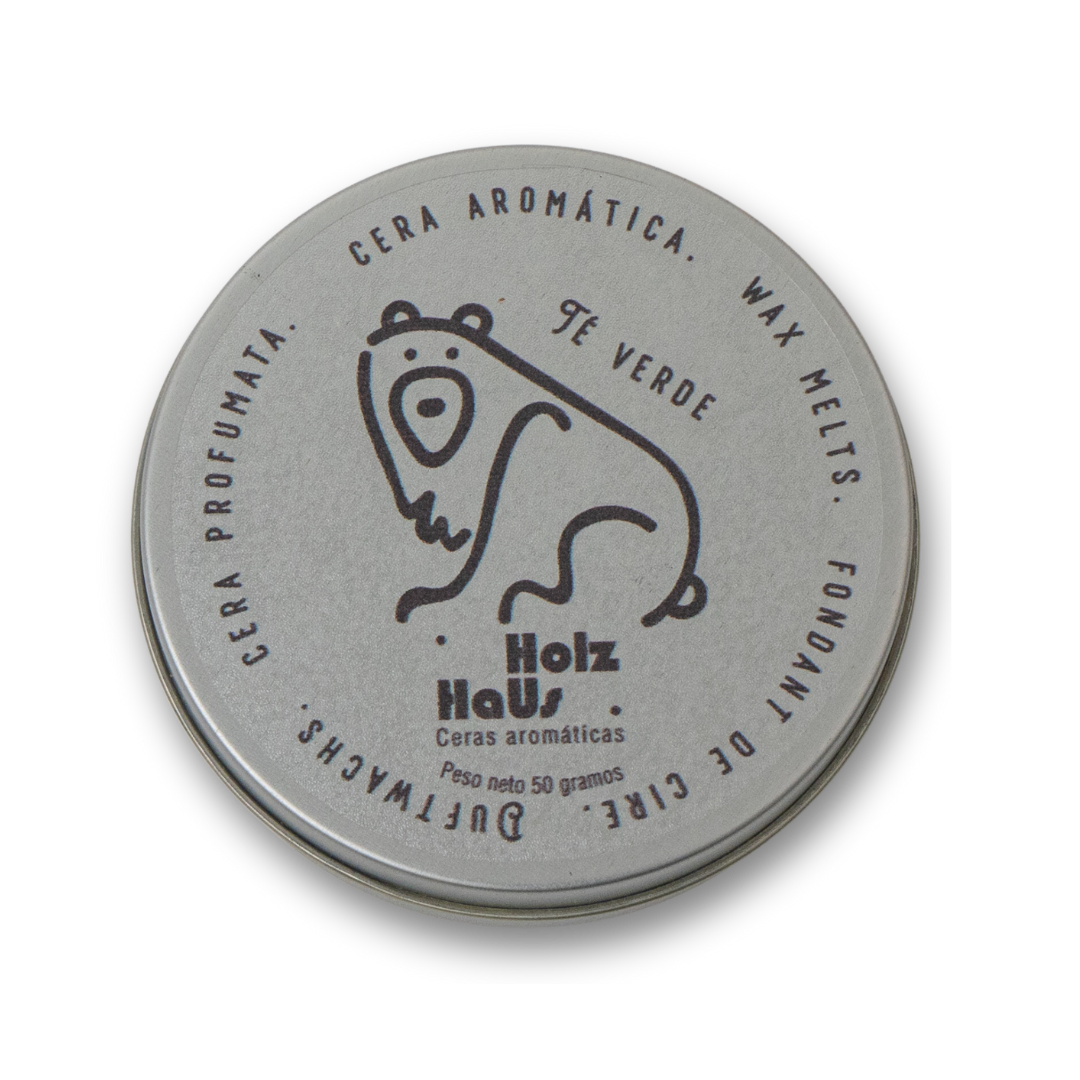 CERA AROMÁTICA. WAX MELTS. FONDANT DE CIRE. DUFTWACHS. CERA PROFUMATA.
TÉ VERDE
Holz
HaUs
Ceras aromáticas
Peso neto 50 gramos